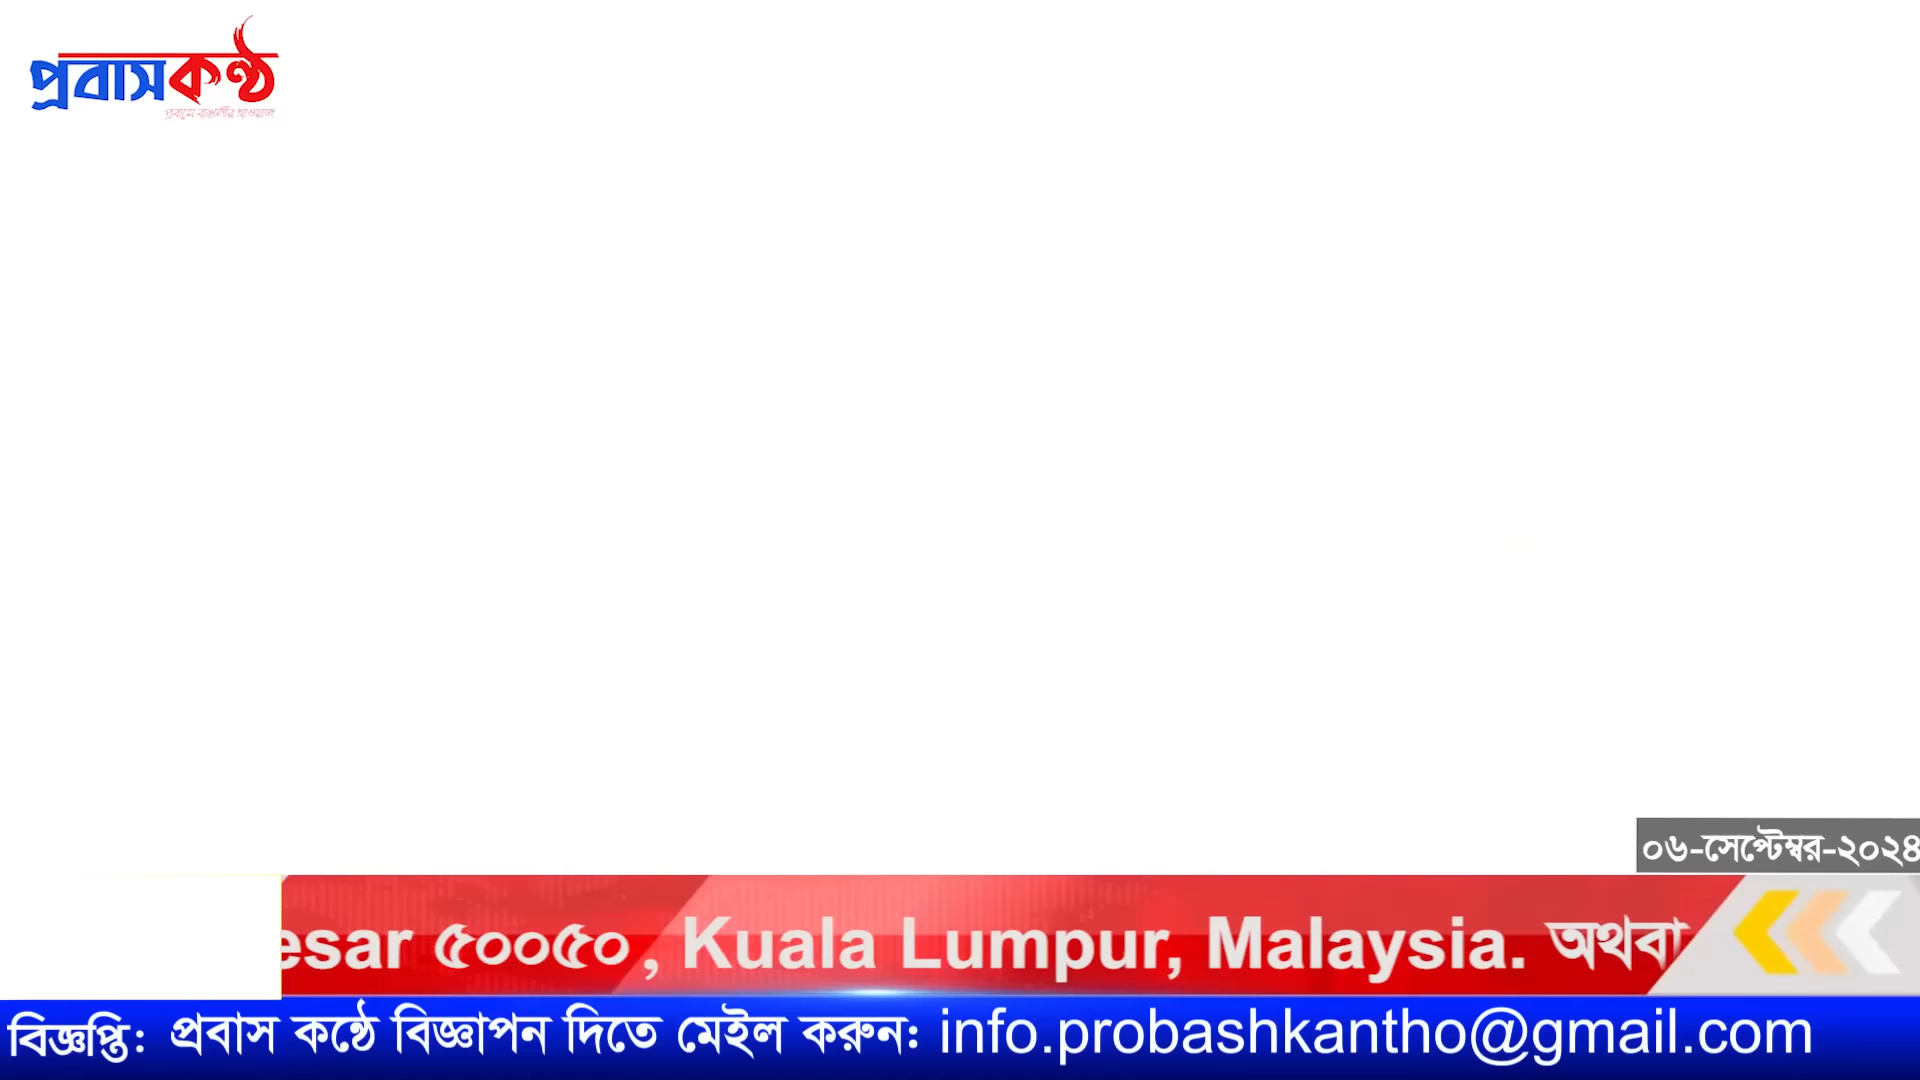 প্রবাসকণ্ঠ
০৬-সেপ্টেম্বর-২০২৪
esar ৫০০৫০, Kuala Lumpur, Malaysia. অথবা
বিজ্ঞপ্তি: প্রবাস কন্ঠে বিজ্ঞাপন দিতে মেইল করুন: info.probashkantho@gmail.com